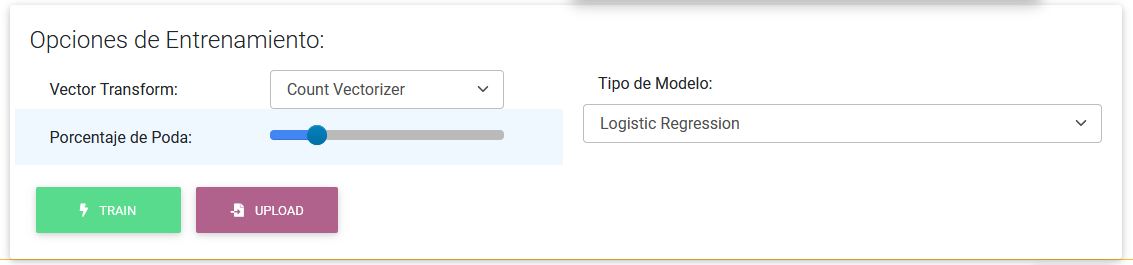 Opciones de Entrenamiento:
Vector Transform:
Count Vectorizer
Porcentaje de Poda:
Tipo de Modelo:
Logistic Regression
TRAIN
UPLOAD